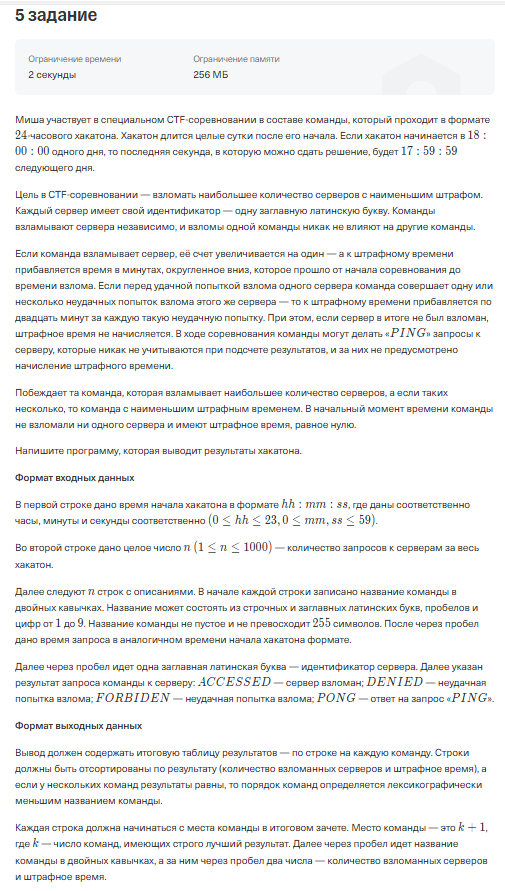 5 задание
Ограничение времени
2 секунды
Ограничение памяти
256 МБ
Миша участвует в специальном CTF-соревновании в составе команды, который проходит в формате
24-часового хакатона. Хакатон длится целые сутки после его начала. Если хакатон начинается в 18 :
00 : 00 одного дня, то последняя секунда, в которую можно сдать решение, будет 17 : 59 : 59
следующего дня.
Цель в CTF-соревновании — взломать наибольшее количество серверов с наименьшим штрафом.
Каждый сервер имеет свой идентификатор — одну заглавную латинскую букву. Команды
взламывают сервера независимо, и взломы одной команды никак не влияют на другие команды.
Если команда взламывает сервер, её счет увеличивается на один — а к штрафному времени
прибавляется время в минутах, округленное вниз, которое прошло от начала соревнования до
времени взлома. Если перед удачной попыткой взлома одного сервера команда совершает одну или
несколько неудачных попыток взлома этого же сервера — то к штрафному времени прибавляется по
двадцать минут за каждую такую неудачную попытку. При этом, если сервер в итоге не был взломан,
штрафное время не начисляется. В ходе соревнования команды могут делать «PING» запросы к
серверу, которые никак не учитываются при подсчете результатов, и за них не предусмотрено
начисление штрафного времени.
Побеждает та команда, которая взламывает наибольшее количество серверов, а если таких
несколько, то команда с наименьшим штрафным временем. В начальный момент времени команды
не взломали ни одного сервера и имеют штрафное время, равное нулю.
Напишите программу, которая выводит результаты хакатона.
Формат входных данных
В первой строке дано время начала хакатона в формате hh : mm : ss, где даны соответственно
часы, минуты и секунды соответственно (0 ≤ hh ≤ 23, 0 ≤ mm, ss ≤ 59).
Во второй строке дано целое число n (1 ≤ n ≤ 1000) — количество запросов к серверам за весь
хакатон.
Далее следуют n строк с описаниями. В начале каждой строки записано название команды в
двойных кавычках. Название может состоять из строчных и заглавных латинских букв, пробелов и
цифр от 1 до 9. Название команды не пустое и не превосходит 255 символов. После через пробел
дано время запроса в аналогичном времени начала хакатона формате.
Далее через пробел идет одна заглавная латинская буква — идентификатор сервера. Далее указан
результат запроса команды к серверу: ACCESSED — сервер взломан; DENIED — неудачная
попытка взлома; FORBIDEN — неудачная попытка взлома; PONG — ответ на запрос «PING».
Формат выходных данных
Вывод должен содержать итоговую таблицу результатов — по строке на каждую команду. Строки
должны быть отсортированы по результату (количество взломанных серверов и штрафное время), а
если у нескольких команд результаты равны, то порядок команд определяется лексикографически
меньшим названием команды.
Каждая строка должна начинаться с места команды в итоговом зачете. Место команды — это k + 1,
где k — число команд, имеющих строго лучший результат. Далее через пробел идет название
команды в двойных кавычках, а за ним через пробел два числа — количество взломанных серверов
и штрафное время.